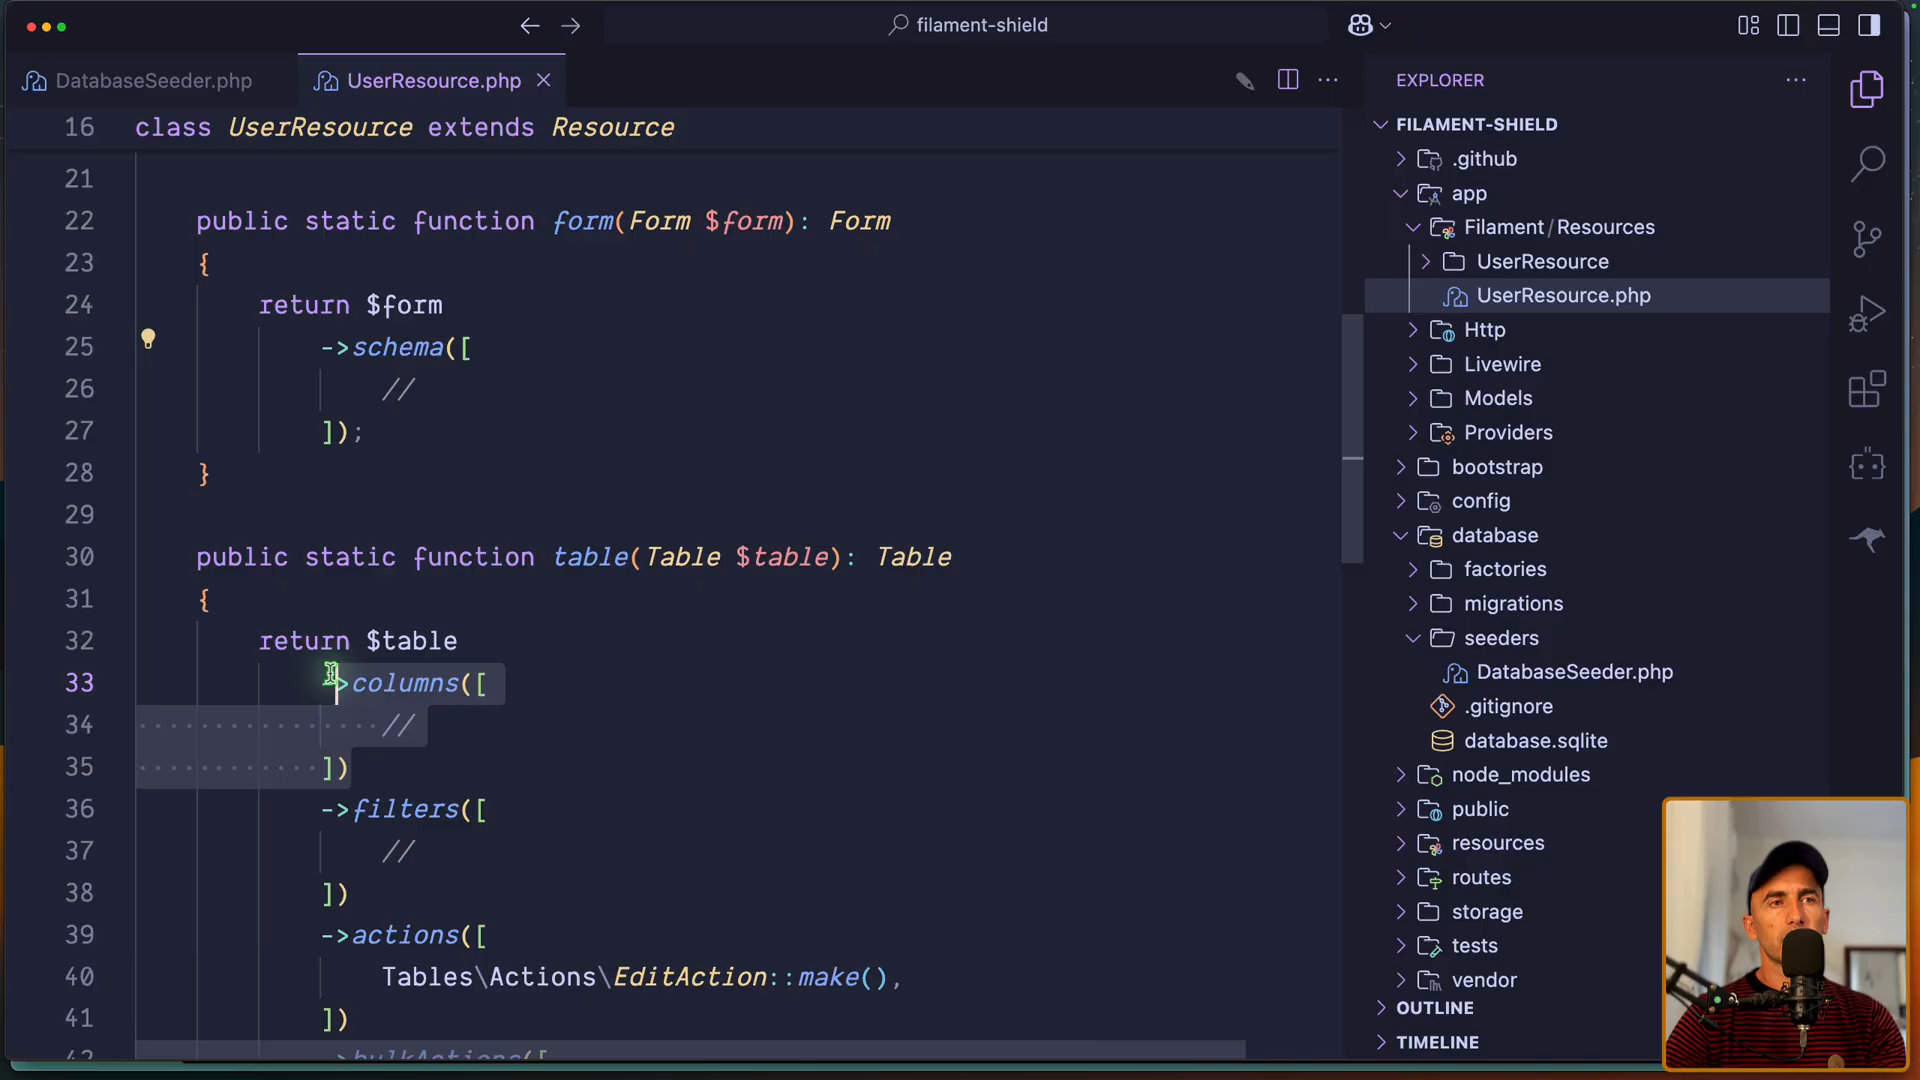 filament-shield
DatabaseSeeder.php
UserResource.php
16 class UserResource extends Resource
21
22 public static function form(Form $form): Form
23 {
24 return $form
25 ->schema([
26 //
27 ]);
28 }
29
30 public static function table(Table $table): Table
31 {
32 return $table
33 ->columns([
34 //
35 ])
36 ->filters([
37 //
38 ])
39 ->actions([
40 Tables\Actions\EditAction::make(),
41 ])
42 ->bulkActions([
EXPLORER
FILAMENT-SHIELD
.github
app
Filament/Resources
UserResource
UserResource.php
Http
Livewire
Models
Providers
bootstrap
config
database
factories
migrations
seeders
DatabaseSeeder.php
.gitignore
database.sqlite
node_modules
public
resources
routes
storage
tests
vendor
OUTLINE
TIMELINE